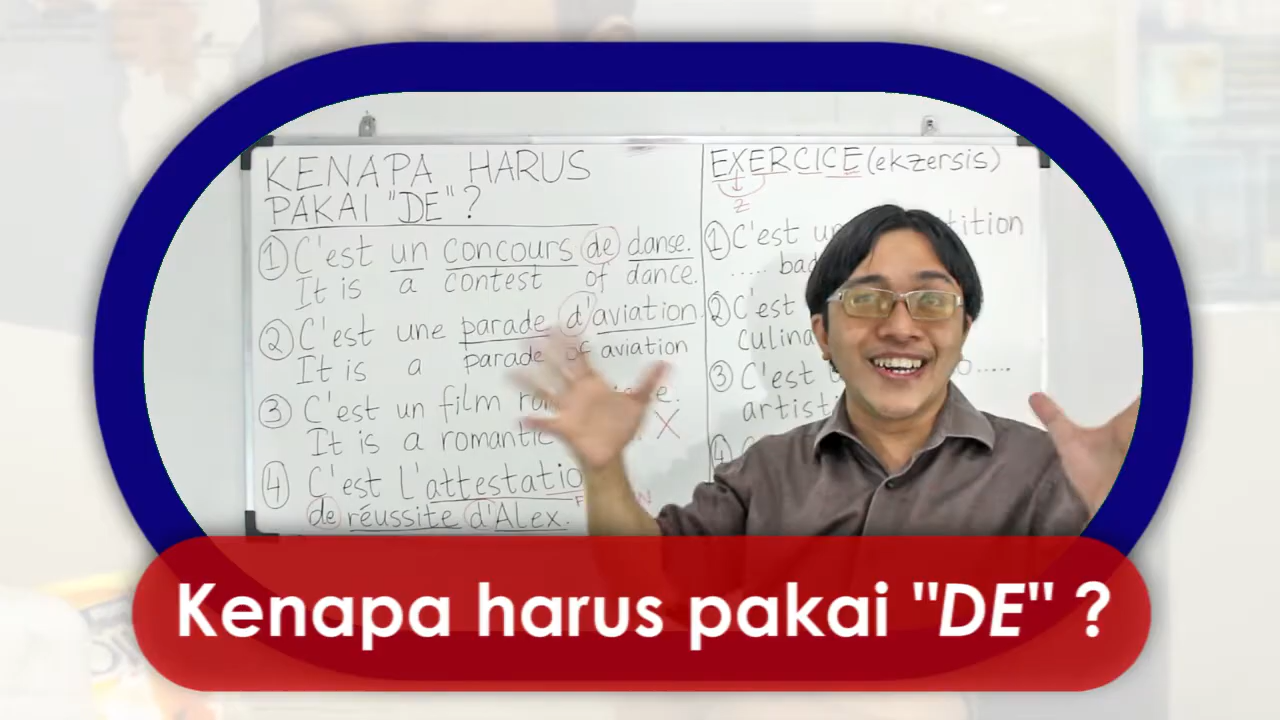 KENAPA HARUS
PAKAI "DE"?
① C'est un concours de danse.
It is a contest of dance.
② C'est une parade d'aviation.
It is a parade of aviation
③ C'est un film
It is a romantic X
④ C'est l'attestatio
de réussite d'Alex.
EXERCICE (ekzersis)
z
① C'est
..... bad
② C'est
culina
③ C'est .....
artisti
④
Kenapa harus pakai "DE" ?